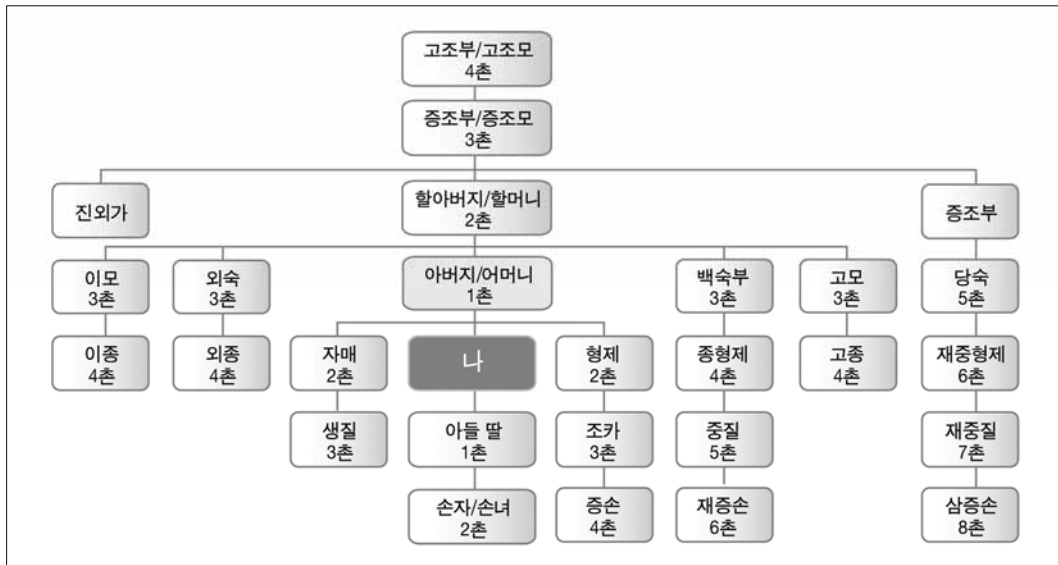 고조부/고조모
4촌
증조부/증조모
3촌
진외가
할아버지/할머니
2촌
증조부
이모
3촌
외숙
3촌
아버지/어머니
1촌
백숙부
3촌
고모
3촌
당숙
5촌
이종
4촌
외종
4촌
자매
2촌
나
형제
2촌
종형제
4촌
고종
4촌
재중형제
6촌
생질
3촌
아들 딸
1촌
조카
3촌
중질
5촌
재중질
7촌
손자/손녀
2촌
증손
4촌
재증손
6촌
삼증손
8촌